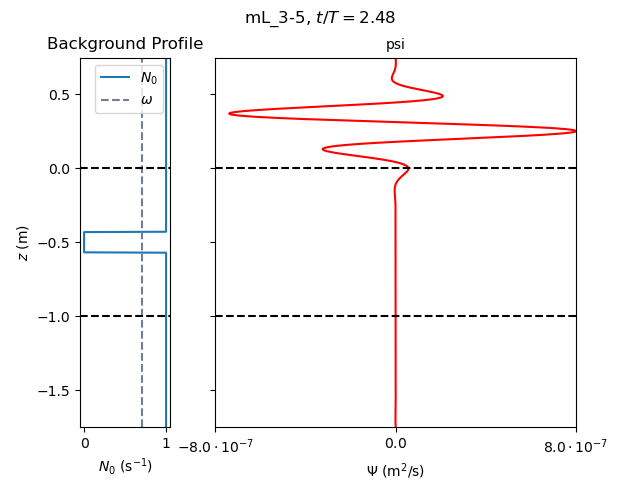 mL_3-5, t/T = 2.48
Background Profile
psi
N₀
ω
0.5
0.0
−0.5
−1.0
−1.5
z (m)
0
1
N₀ (s⁻¹)
−8.0 · 10⁻⁷
0.0
8.0 · 10⁻⁷
Ψ (m²/s)